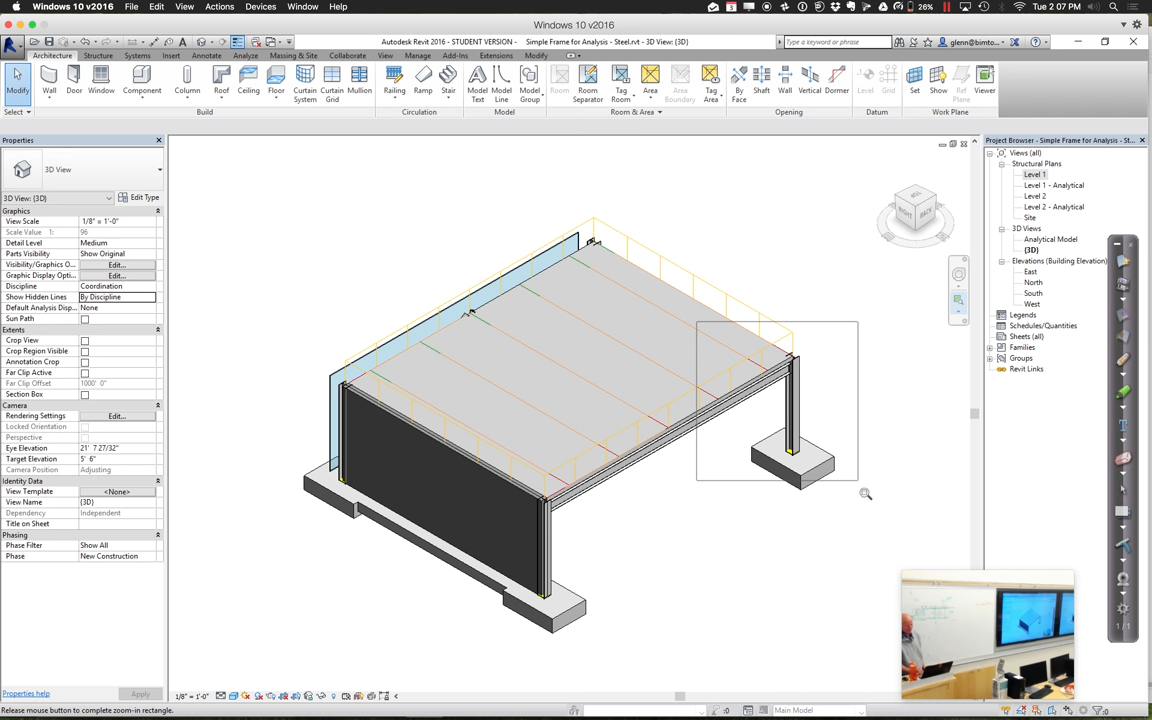 Windows 10 v2016 File Edit View Actions Devices Window Help 26% Tue 2 07 PM
Windows 10 v2016
Autodesk Revit 2016 - STUDENT VERSION - Simple Frame for Analysis - Steel.rvt - 3D View: {3D} Type a keyword or phrase glenn@bimto...
Architecture Structure Systems Insert Annotate Analyze Massing & Site Collaborate View Manage Add-Ins Extensions Modify
Modify Wall Door Window Component Column Roof Ceiling Floor Curtain System Curtain Grid Mullion Railing Ramp Stair Model Text Model Line Model Group Room Room Separator Tag Room Area Area Boundary Tag Area By Face Shaft Wall Vertical Dormer Level Grid Set Show Ref Plane Viewer
Select Build Circulation Model Room & Area Opening Datum Work Plane
Properties
3D View
3D View: {3D} Edit Type
Graphics
View Scale 1/8" = 1'-0"
Scale Value 1: 96
Detail Level Medium
Parts Visibility Show Original
Visibility/Graphics O... Edit...
Graphic Display Opti... Edit...
Discipline Coordination
Show Hidden Lines By Discipline
Default Analysis Disp... None
Sun Path
Extents
Crop View
Crop Region Visible
Annotation Crop
Far Clip Active
Far Clip Offset 1000' 0"
Section Box
Camera
Rendering Settings Edit...
Locked Orientation
Perspective
Eye Elevation 21' 7 27/32"
Target Elevation 5' 6"
Camera Position Adjusting
Identity Data
View Template <None>
View Name {3D}
Dependency Independent
Title on Sheet
Phasing
Phase Filter Show All
Phase New Construction
Properties help Apply
RIGHT BACK
Project Browser - Simple Frame for Analysis - St...
Views (all)
Structural Plans
Level 1
Level 1 - Analytical
Level 2
Level 2 - Analytical
Site
3D Views
Analytical Model
{3D}
Elevations (Building Elevation)
East
North
South
West
Legends
Schedules/Quantities
Sheets (all)
Families
Groups
Revit Links
1/1
1/8" = 1'-0"
Release mouse button to complete zoom-in rectangle. :0 Main Model :0